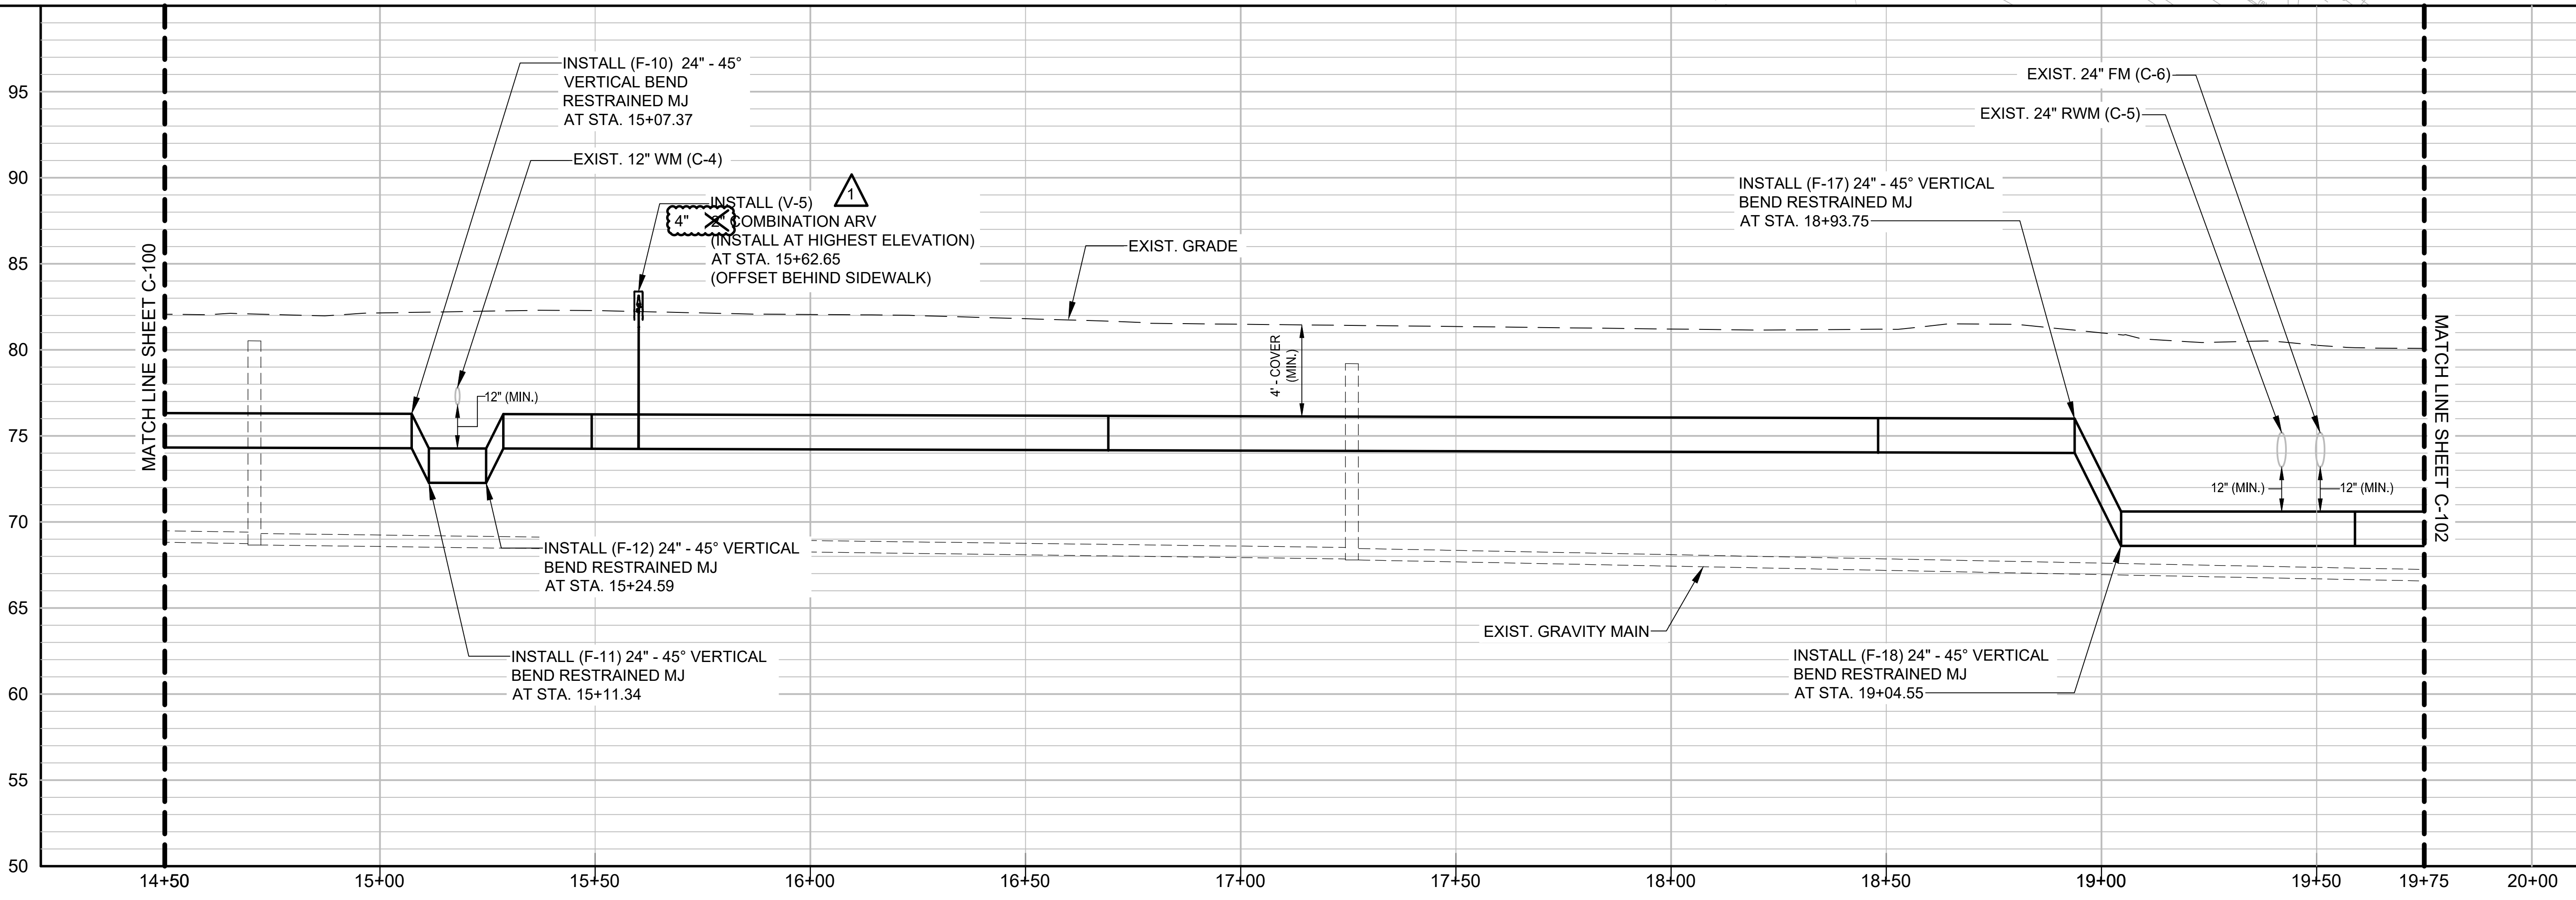 INSTALL (F-10) 24" - 45°
VERTICAL BEND
RESTRAINED MJ
AT STA. 15+07.37
EXIST. 12" WM (C-4)
1
INSTALL (V-5)
4" 2" COMBINATION ARV
(INSTALL AT HIGHEST ELEVATION)
AT STA. 15+62.65
(OFFSET BEHIND SIDEWALK)
EXIST. GRADE
INSTALL (F-17) 24" - 45° VERTICAL
BEND RESTRAINED MJ
AT STA. 18+93.75
EXIST. 24" FM (C-6)
EXIST. 24" RWM (C-5)
MATCH LINE SHEET C-100
12" (MIN.)
4' - COVER
(MIN.)
12" (MIN.)
12" (MIN.)
MATCH LINE SHEET C-102
INSTALL (F-12) 24" - 45° VERTICAL
BEND RESTRAINED MJ
AT STA. 15+24.59
INSTALL (F-11) 24" - 45° VERTICAL
BEND RESTRAINED MJ
AT STA. 15+11.34
EXIST. GRAVITY MAIN
INSTALL (F-18) 24" - 45° VERTICAL
BEND RESTRAINED MJ
AT STA. 19+04.55
95
90
85
80
75
70
65
60
55
50
14+50 15+00 15+50 16+00 16+50 17+00 17+50 18+00 18+50 19+00 19+50 19+75 20+00